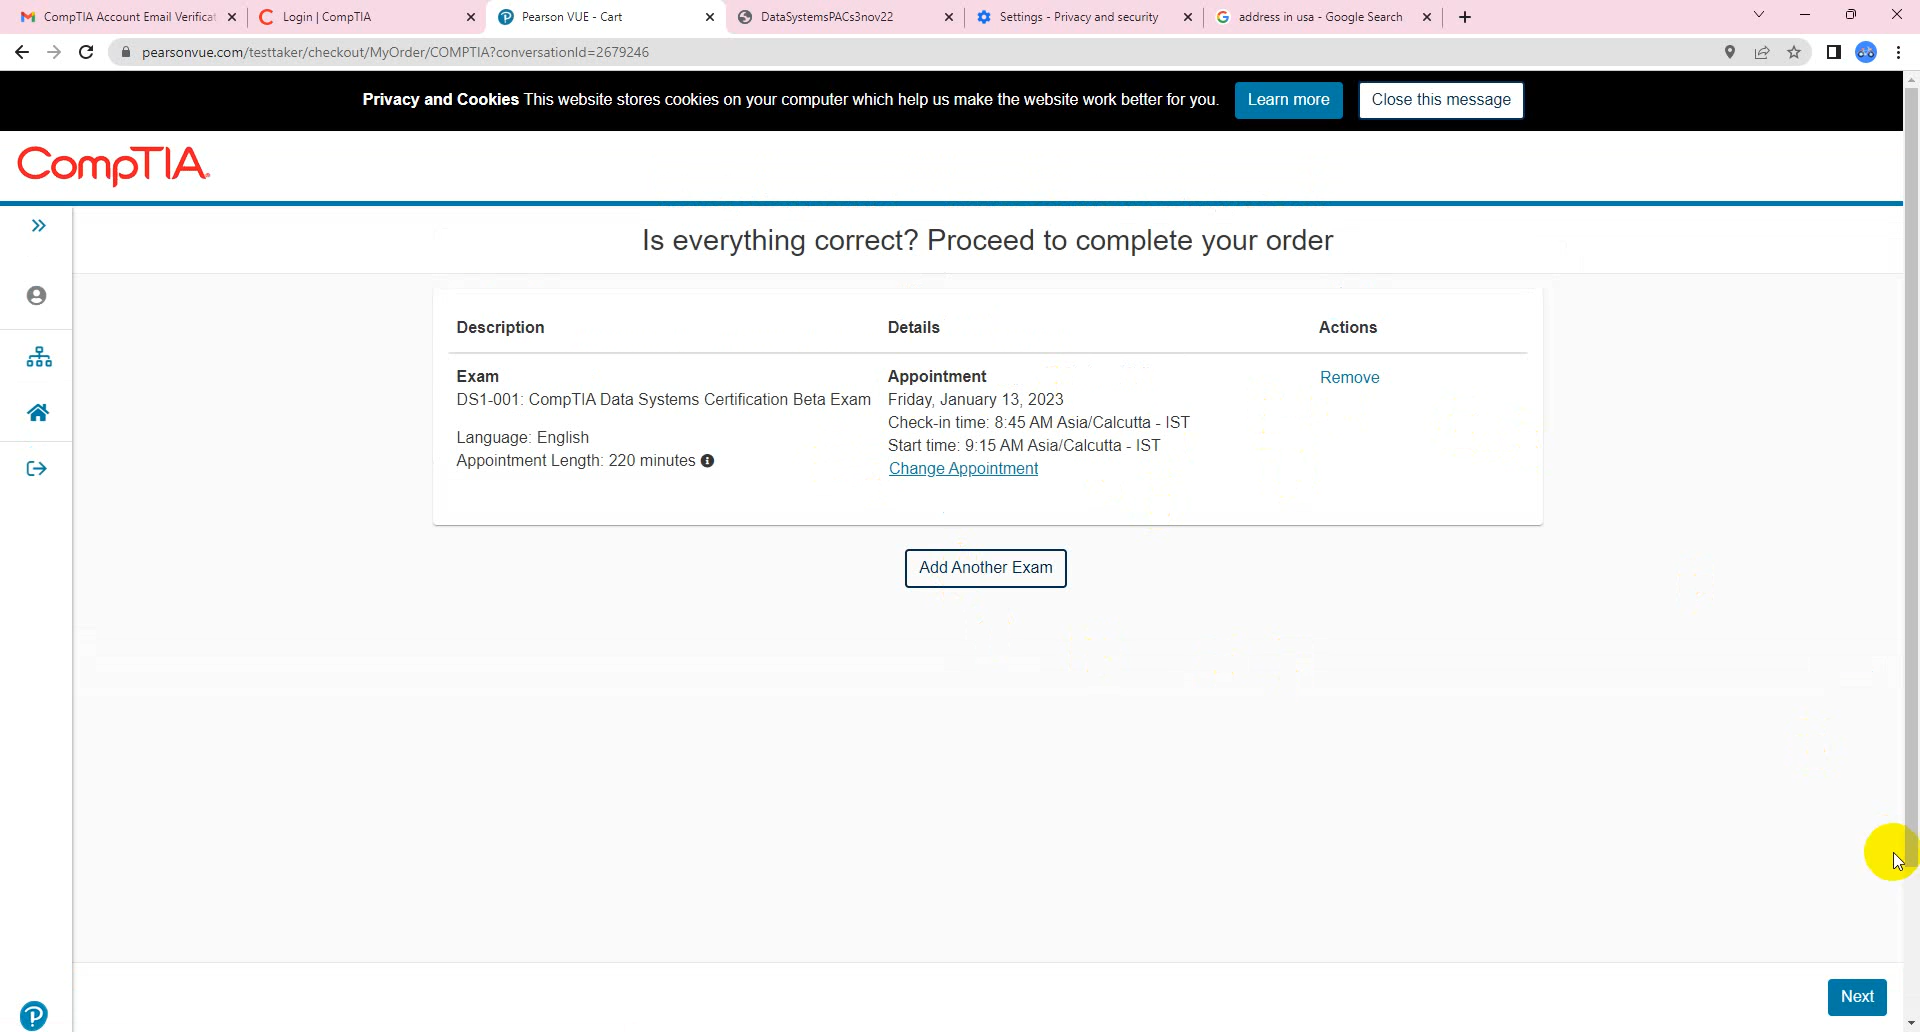 CompTIA Account Email Verificat
Login | CompTIA
Pearson VUE - Cart
DataSystemsPACs3nov22
Settings - Privacy and security
address in usa - Google Search
pearsonvue.com/testtaker/checkout/MyOrder/COMPTIA?conversationId=2679246
Privacy and Cookies This website stores cookies on your computer which help us make the website work better for you.
Learn more
Close this message
CompTIA.
Is everything correct? Proceed to complete your order
Description
Details
Actions
Exam
DS1-001: CompTIA Data Systems Certification Beta Exam
Language: English
Appointment Length: 220 minutes
Appointment
Friday, January 13, 2023
Check-in time: 8:45 AM Asia/Calcutta - IST
Start time: 9:15 AM Asia/Calcutta - IST
Change Appointment
Remove
Add Another Exam
Next